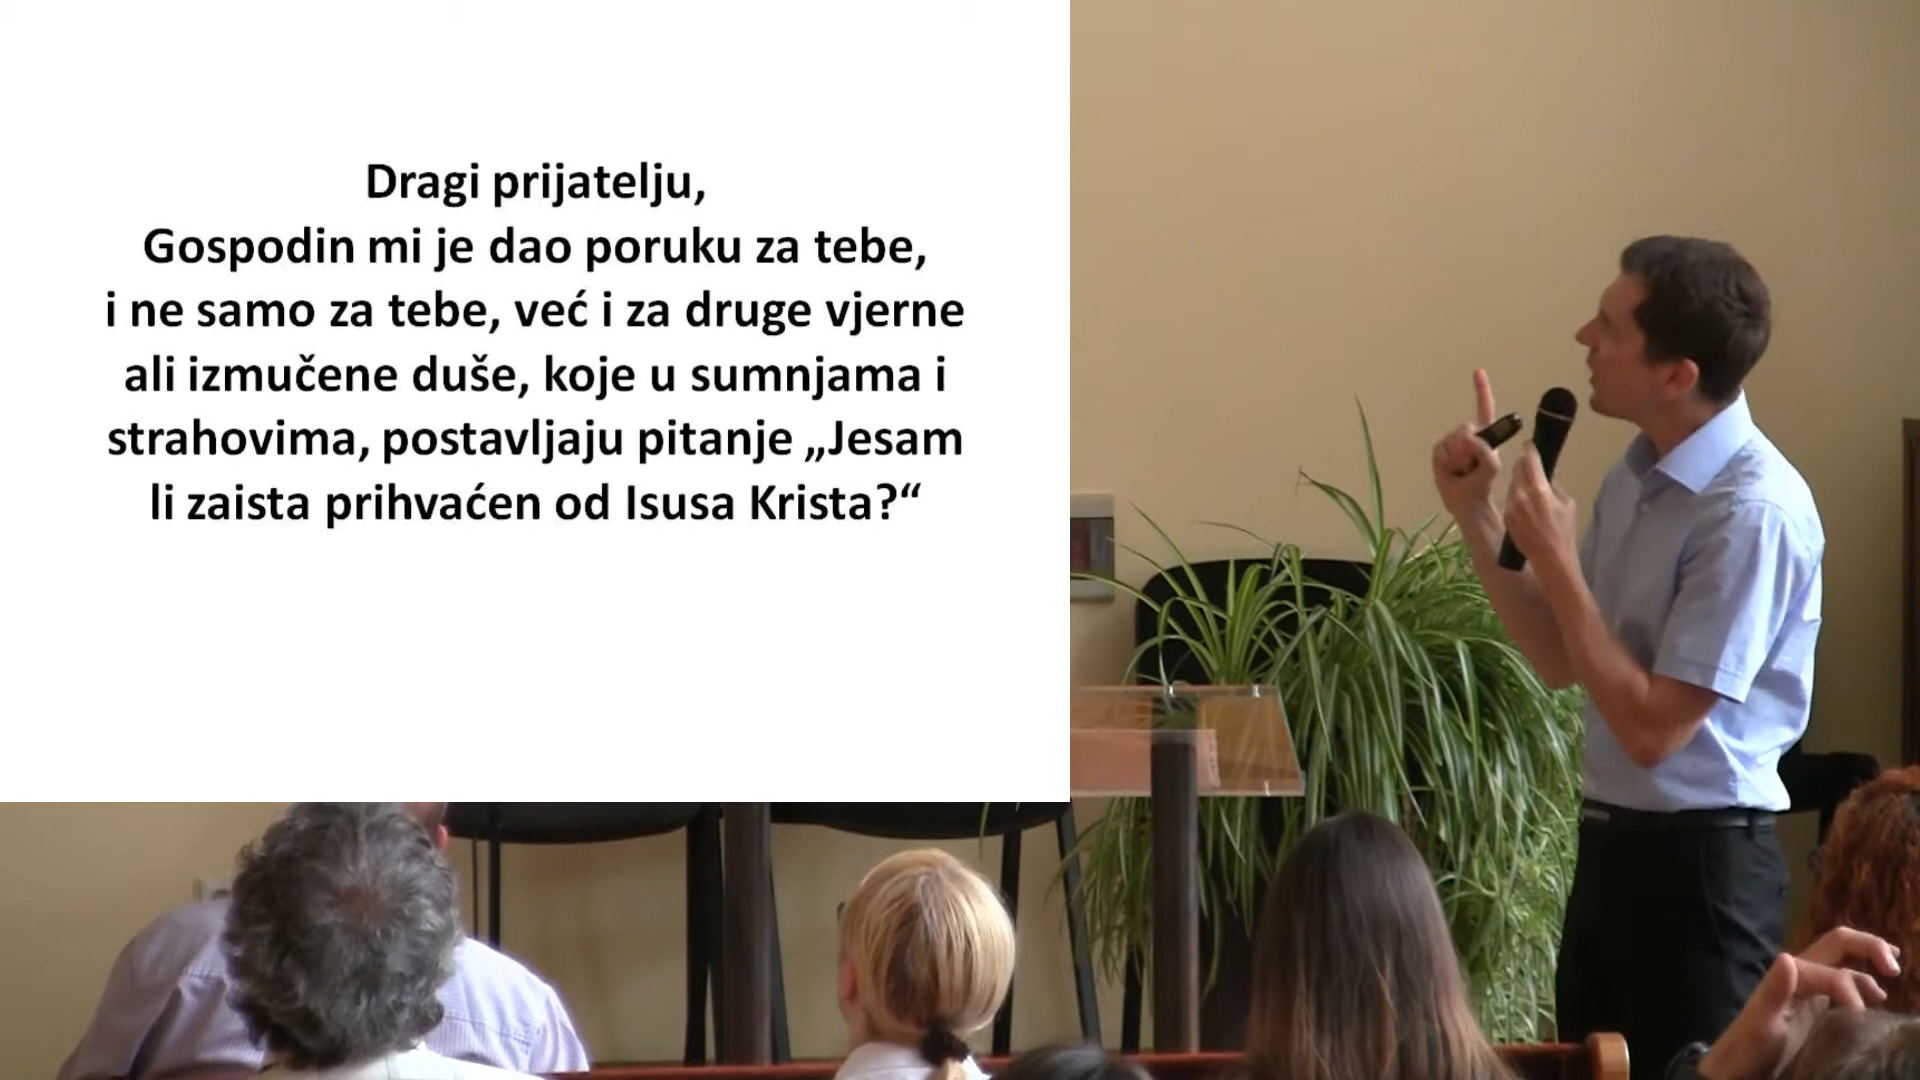 Dragi prijatelju,
Gospodin mi je dao poruku za tebe,
i ne samo za tebe, već i za druge vjerne
ali izmučene duše, koje u sumnjama i
strahovima, postavljaju pitanje „Jesam
li zaista prihvaćen od Isusa Krista?“